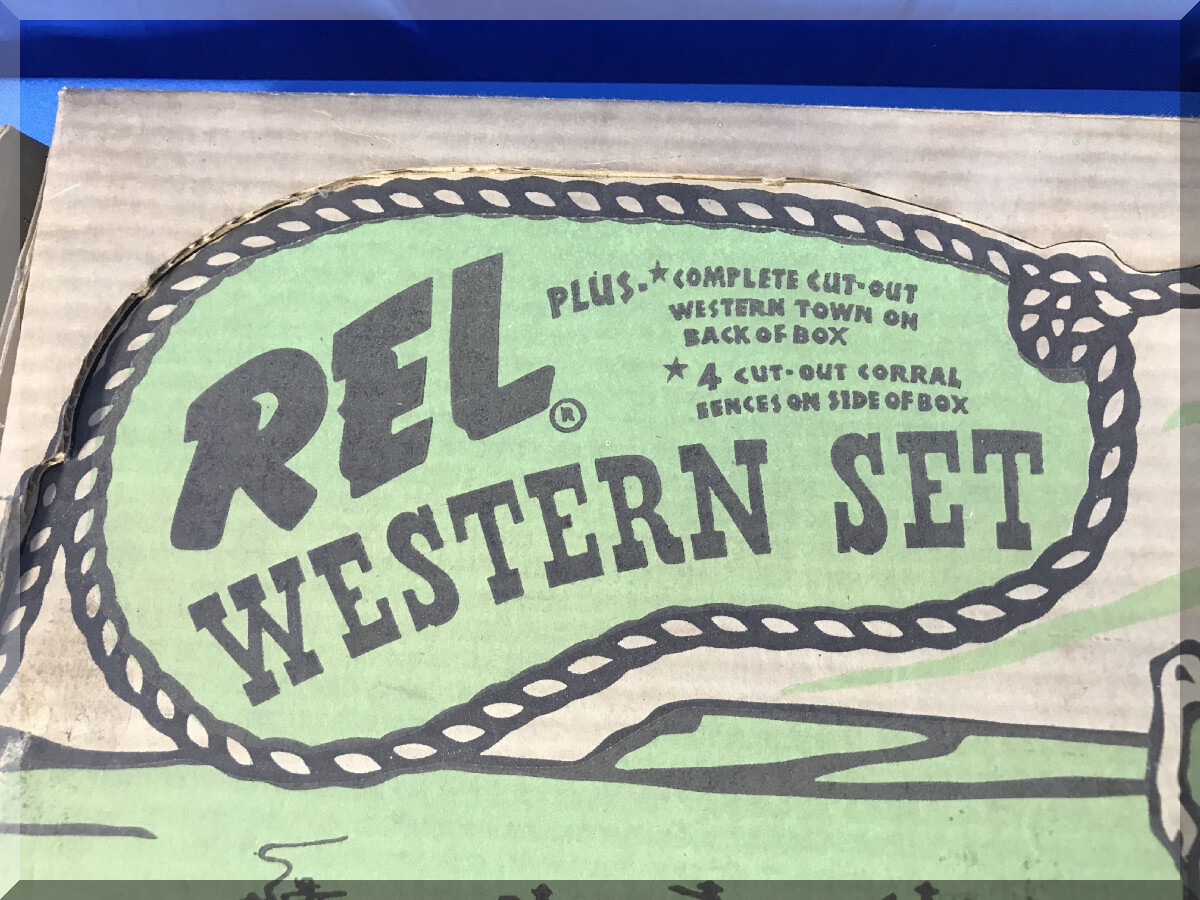 REL®
PLUS. ★ COMPLETE CUT-OUT
WESTERN TOWN ON
BACK OF BOX
★ 4 CUT-OUT CORRAL
FENCES ON SIDE OF BOX
WESTERN SET